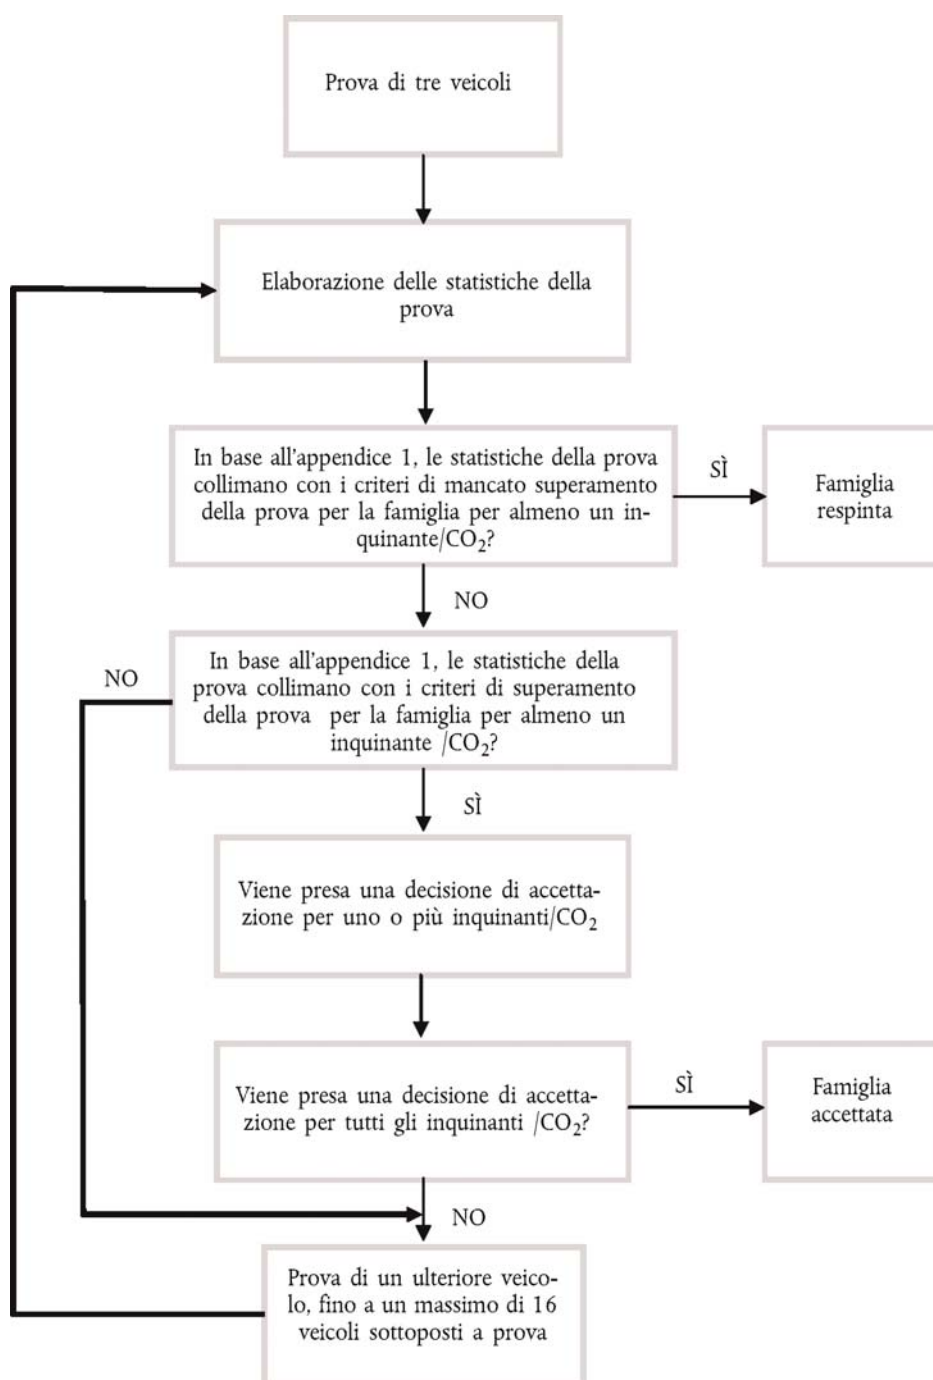 Prova di tre veicoli
Elaborazione delle statistiche della
prova
In base all'appendice 1, le statistiche della prova
collimano con i criteri di mancato superamento
della prova per la famiglia per almeno un in-
quinante/CO₂?
SÌ
Famiglia
respinta
NO
NO
In base all'appendice 1, le statistiche della
prova collimano con i criteri di superamento
della prova per la famiglia per almeno un
inquinante /CO₂?
SÌ
Viene presa una decisione di accetta-
zione per uno o più inquinanti/CO₂
Viene presa una decisione di accetta-
zione per tutti gli inquinanti /CO₂?
SÌ
Famiglia
accettata
NO
Prova di un ulteriore veico-
lo, fino a un massimo di 16
veicoli sottoposti a prova